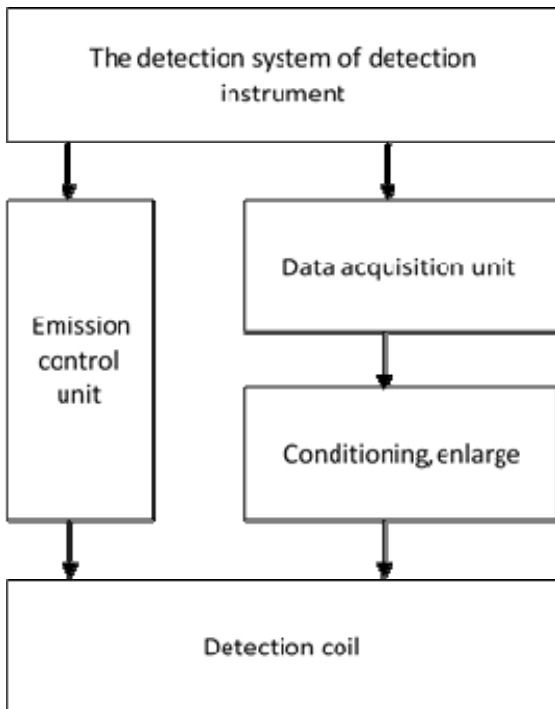 The detection system of detection
instrument
Emission
control
unit
Data acquisition unit
Conditioning, enlarge
Detection coil